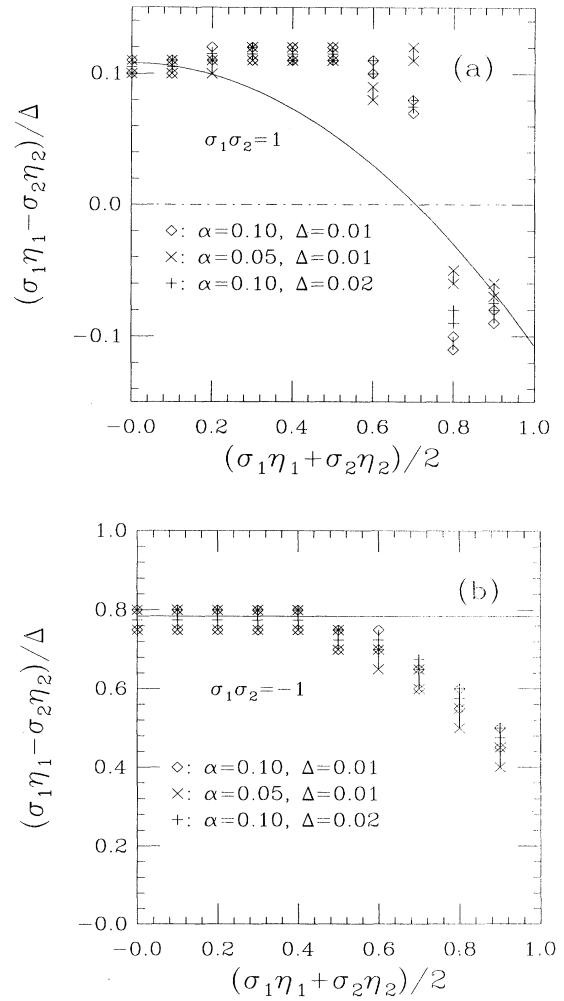 (a)
(σ₁η₁−σ₂η₂)/Δ
0.1
0.0
−0.1
σ₁σ₂=1
◇: α=0.10, Δ=0.01
×: α=0.05, Δ=0.01
+: α=0.10, Δ=0.02
−0.0 0.2 0.4 0.6 0.8 1.0
(σ₁η₁+σ₂η₂)/2
(b)
(σ₁η₁−σ₂η₂)/Δ
1.0
0.8
0.6
0.4
0.2
−0.0
σ₁σ₂=−1
◇: α=0.10, Δ=0.01
×: α=0.05, Δ=0.01
+: α=0.10, Δ=0.02
−0.0 0.2 0.4 0.6 0.8 1.0
(σ₁η₁+σ₂η₂)/2